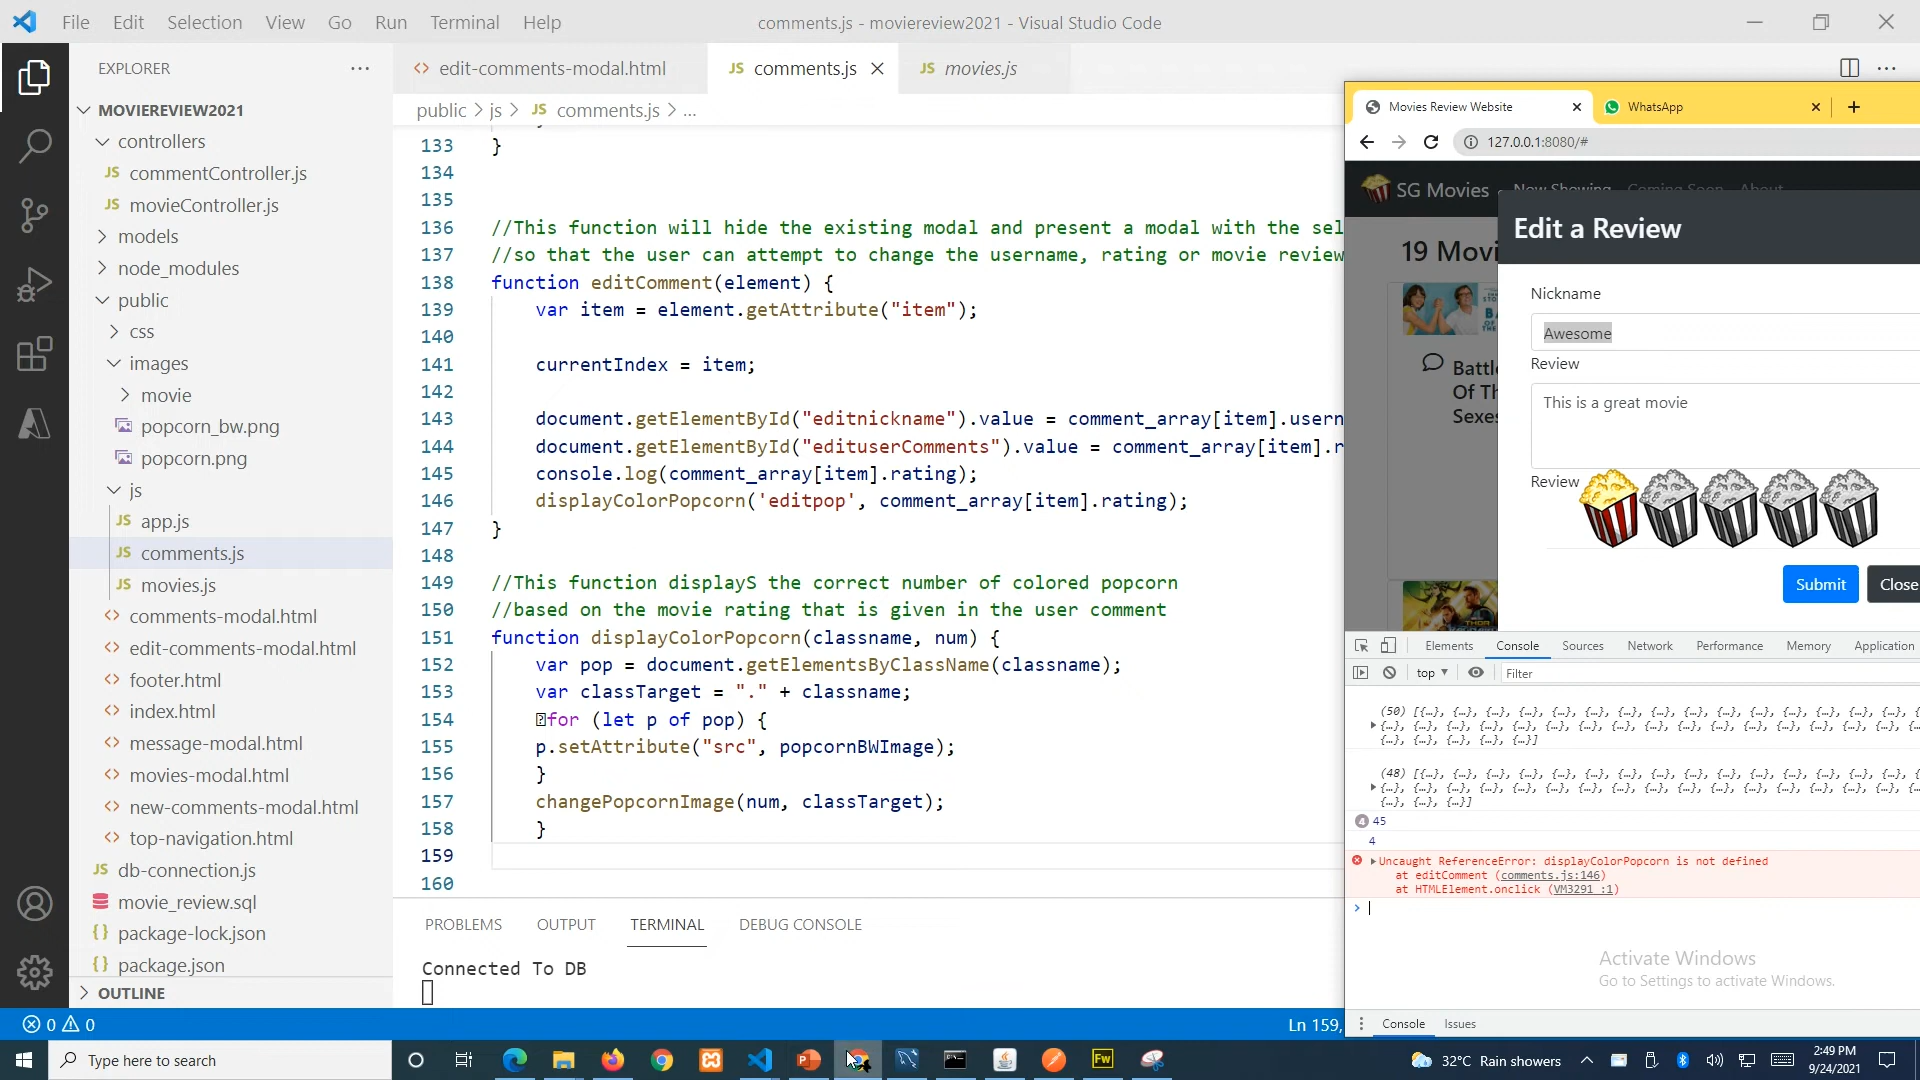 File Edit Selection View Go Run Terminal Help
comments.js - moviereview2021 - Visual Studio Code
EXPLORER
MOVIEREVIEW2021
controllers
JS commentController.js
JS movieController.js
models
node_modules
public
css
images
movie
popcorn_bw.png
popcorn.png
js
JS app.js
JS comments.js
JS movies.js
comments-modal.html
edit-comments-modal.html
footer.html
index.html
message-modal.html
movies-modal.html
new-comments-modal.html
top-navigation.html
JS db-connection.js
movie_review.sql
package-lock.json
package.json
OUTLINE
edit-comments-modal.html
JS comments.js
JS movies.js
public > js > JS comments.js > ...
133 }
134
135
136 //This function will hide the existing modal and present a modal with the sel
137 //so that the user can attempt to change the username, rating or movie review
138 function editComment(element) {
139 var item = element.getAttribute("item");
140
141 currentIndex = item;
142
143 document.getElementById("editnickname").value = comment_array[item].usern
144 document.getElementById("edituserComments").value = comment_array[item].r
145 console.log(comment_array[item].rating);
146 displayColorPopcorn('editpop', comment_array[item].rating);
147 }
148
149 //This function displayS the correct number of colored popcorn
150 //based on the movie rating that is given in the user comment
151 function displayColorPopcorn(classname, num) {
152 var pop = document.getElementsByClassName(classname);
153 var classTarget = "." + classname;
154 for (let p of pop) {
155 p.setAttribute("src", popcornBWImage);
156 }
157 changePopcornImage(num, classTarget);
158 }
159
160
PROBLEMS OUTPUT TERMINAL DEBUG CONSOLE
Connected To DB
0 0
Ln 159,
Movies Review Website
WhatsApp
127.0.0.1:8080/#
SG Movies Now Showing Coming Soon About
19 Movi
Battle
Of Th
Sexes
Edit a Review
Nickname
Awesome
Review
This is a great movie
Review
Submit
Close
Elements Console Sources Network Performance Memory Application
top Filter
(50) [{…}, {…}, {…}, {…}, {…}, {…}, {…}, {…}, {…}, {…}, {…}, {…}, {…}, {…}, {…},
{…}, {…}, {…}, {…}, {…}, {…}, {…}, {…}, {…}, {…}, {…}, {…}, {…}, {…}, {…}, {…},
{…}, {…}, {…}, {…}, {…}]
(48) [{…}, {…}, {…}, {…}, {…}, {…}, {…}, {…}, {…}, {…}, {…}, {…}, {…}, {…}, {…},
{…}, {…}, {…}, {…}, {…}, {…}, {…}, {…}, {…}, {…}, {…}, {…}, {…}, {…}, {…}, {…},
{…}, {…}, {…}]
4 45
4
Uncaught ReferenceError: displayColorPopcorn is not defined
at editComment (comments.js:146)
at HTMLElement.onclick (VM3291 :1)
Activate Windows
Go to Settings to activate Windows.
Console Issues
Type here to search
Fw
32°C Rain showers
2:49 PM
9/24/2021